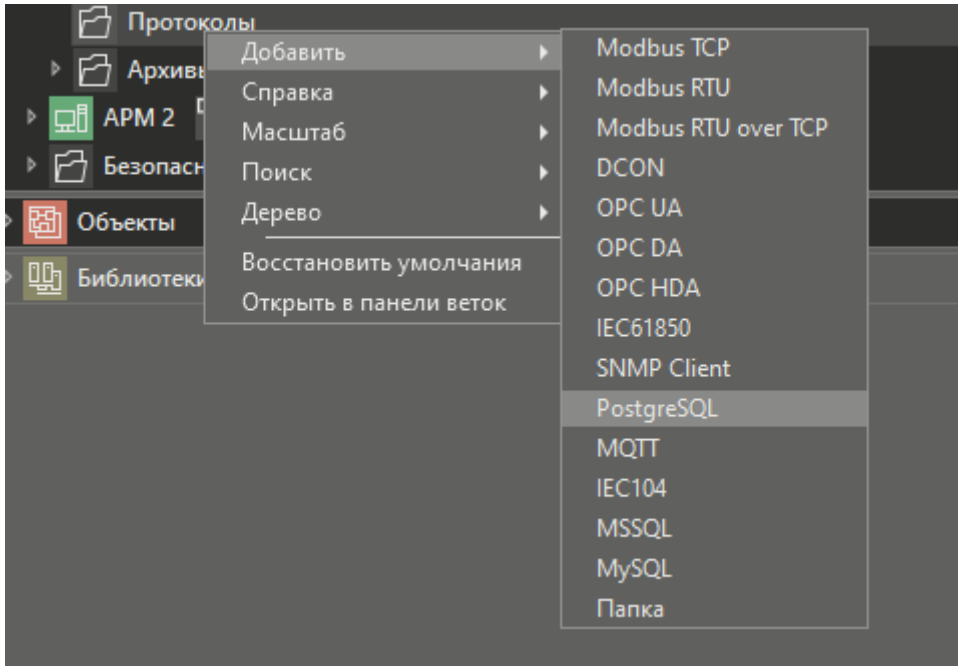 Протоколы
Архивы
АРМ 2
Безопасн
Объекты
Библиотеки
Добавить
Справка
Масштаб
Поиск
Дерево
Восстановить умолчания
Открыть в панели веток
Modbus TCP
Modbus RTU
Modbus RTU over TCP
DCON
OPC UA
OPC DA
OPC HDA
IEC61850
SNMP Client
PostgreSQL
MQTT
IEC104
MSSQL
MySQL
Папка